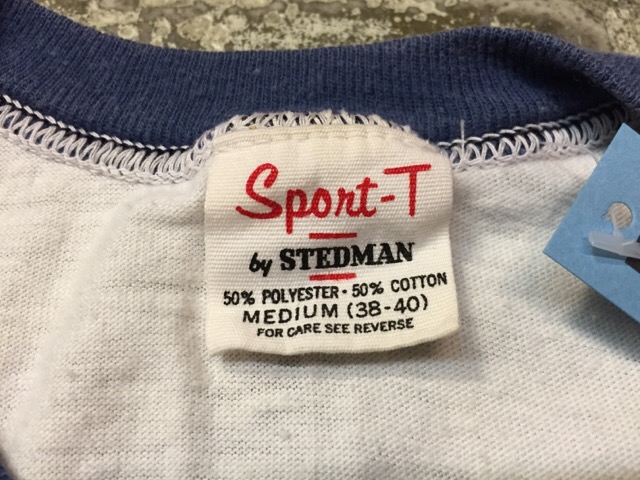 Sport-T
by STEDMAN
50% POLYESTER - 50% COTTON
MEDIUM (38-40)
FOR CARE SEE REVERSE